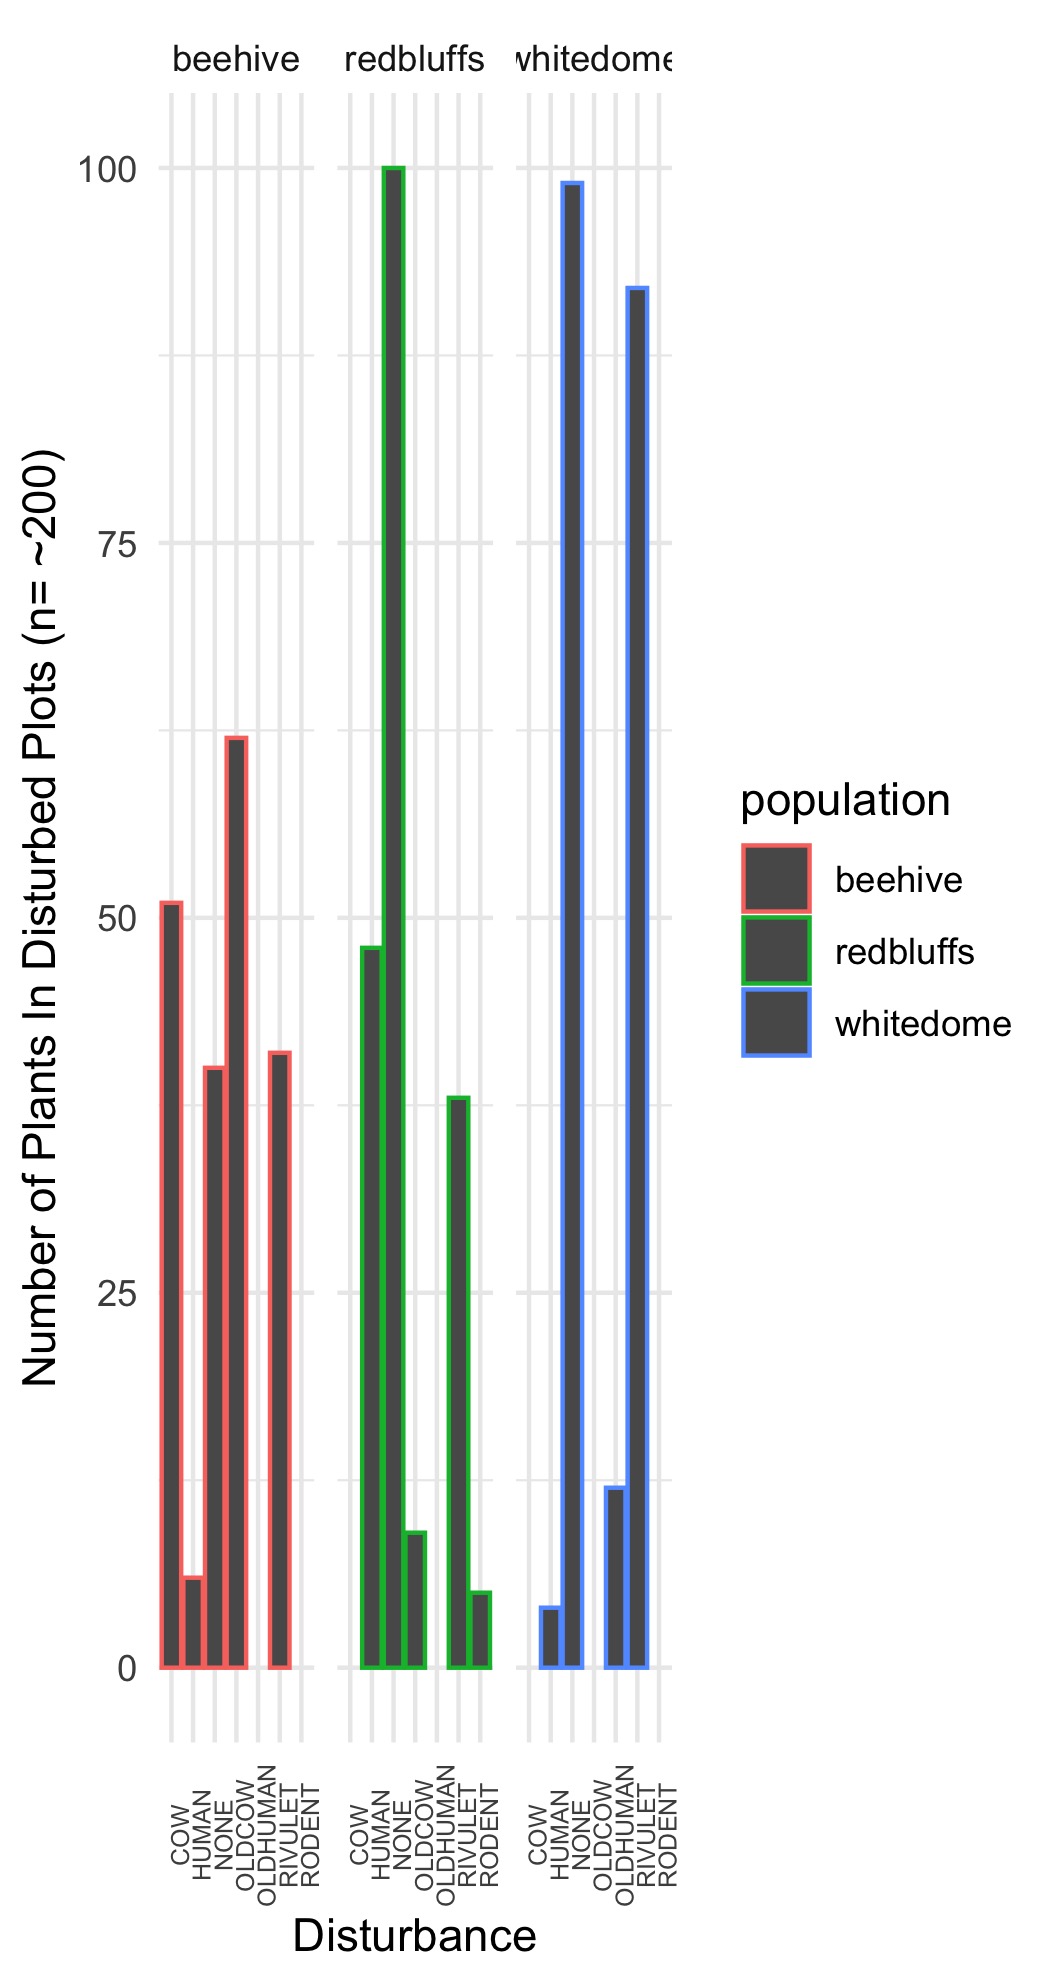 beehive redbluffs whitedome
100
75
50
25
0
Number of Plants In Disturbed Plots (n= ~200)
COW HUMAN NONE OLDCOW OLDHUMAN RIVULET RODENT
COW HUMAN NONE OLDCOW OLDHUMAN RIVULET RODENT
COW HUMAN NONE OLDCOW OLDHUMAN RIVULET RODENT
Disturbance
population
beehive
redbluffs
whitedome